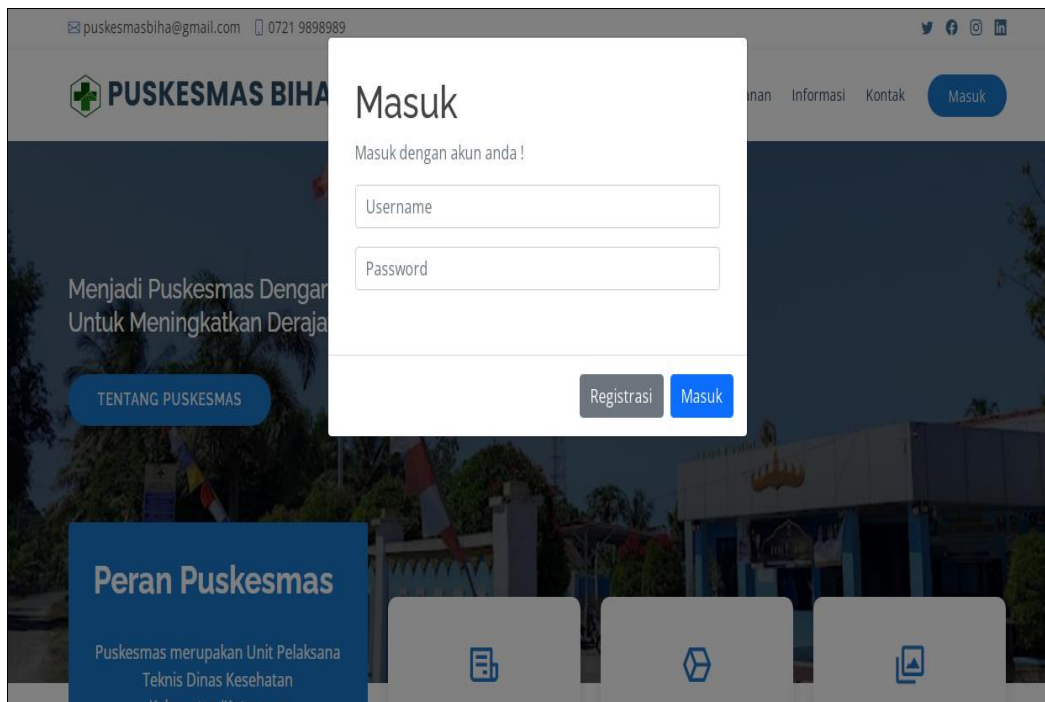 puskesmasbiha@gmail.com 0721 9898989
PUSKESMAS BIHA
Informasi Kontak Masuk
Masuk
Masuk dengan akun anda !
Username
Password
Registrasi Masuk
Menjadi Puskesmas Dengan
Untuk Meningkatkan Deraja
TENTANG PUSKESMAS
Peran Puskesmas
Puskesmas merupakan Unit Pelaksana
Teknis Dinas Kesehatan